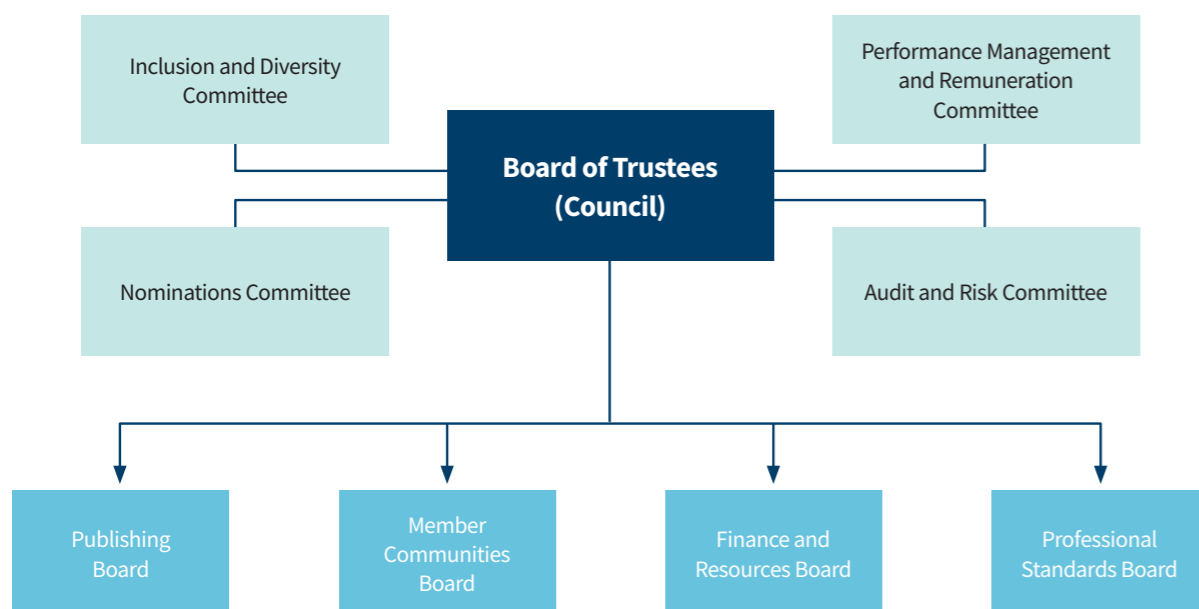 Inclusion and Diversity
Committee
Performance Management
and Remuneration
Committee
Board of Trustees
(Council)
Nominations Committee
Audit and Risk Committee
Publishing
Board
Member
Communities
Board
Finance and
Resources Board
Professional
Standards Board